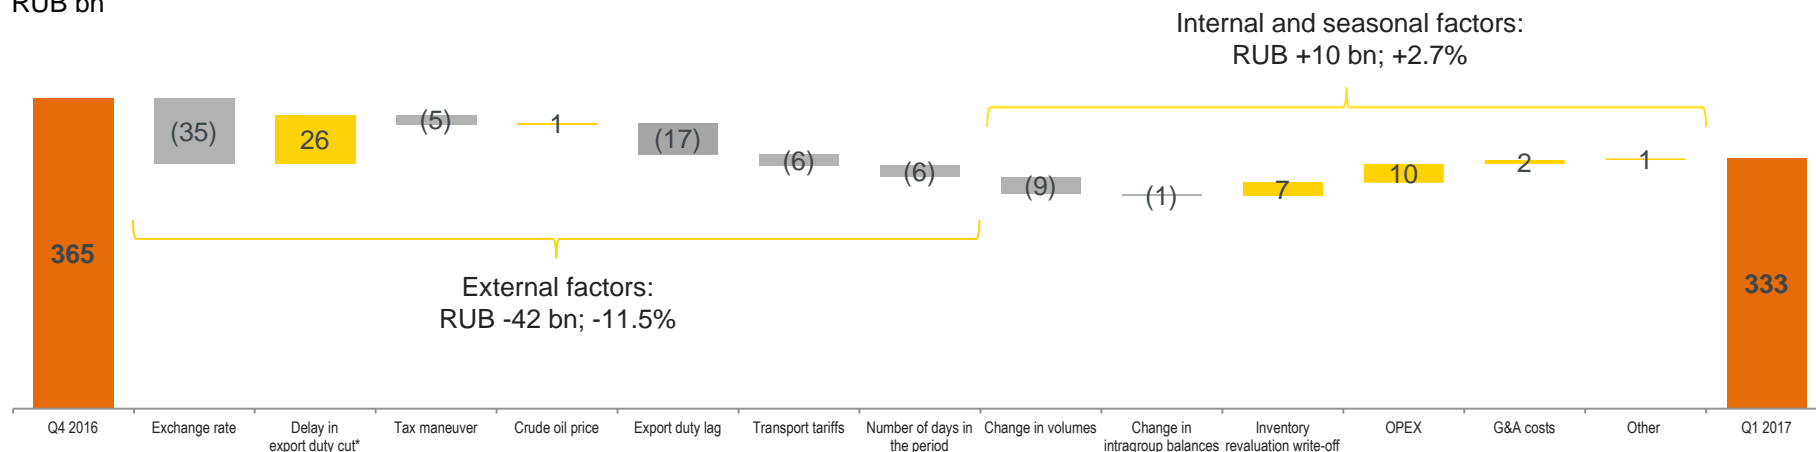 RUB bn
Internal and seasonal factors:
RUB +10 bn; +2.7%
(35)
26
(5)
1
(17)
(6)
(6)
(9)
(1)
7
10
2
1
365
333
External factors:
RUB -42 bn; -11.5%
Q4 2016
Exchange rate
Delay in
export duty cut*
Tax maneuver
Crude oil price
Export duty lag
Transport tariffs
Number of days in
the period
Change in volumes
Change in
intragroup balances
Inventory
revaluation write-off
OPEX
G&A costs
Other
Q1 2017